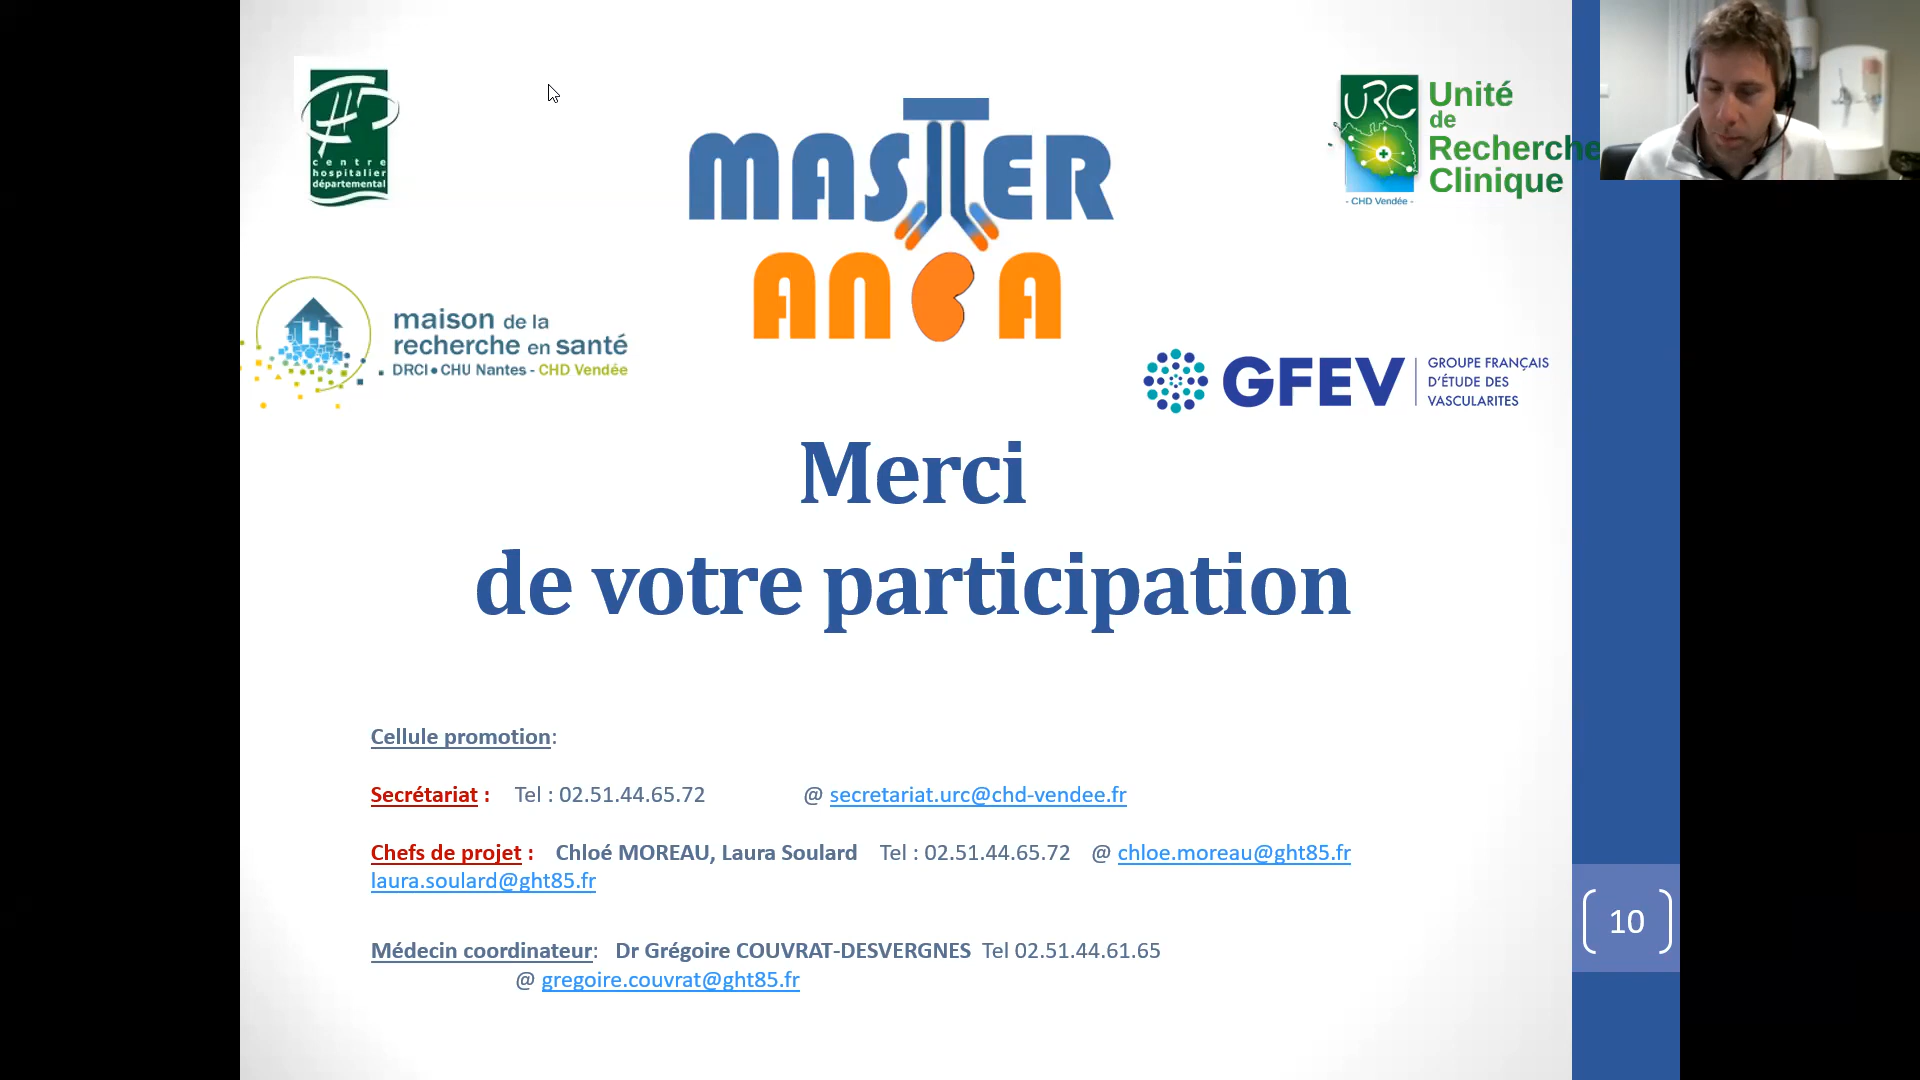 centre
hospitalier
départemental
MASTER
ANCA
URC
Unité
de
Recherche
Clinique
- CHD Vendée -
maison de la
recherche en santé
DRCI • CHU Nantes - CHD Vendée
GFEV
GROUPE FRANÇAIS
D'ÉTUDE DES
VASCULARITES
Merci
de votre participation
Cellule promotion:
Secrétariat : Tel : 02.51.44.65.72 @ secretariat.urc@chd-vendee.fr
Chefs de projet : Chloé MOREAU, Laura Soulard Tel : 02.51.44.65.72 @ chloe.moreau@ght85.fr
laura.soulard@ght85.fr
Médecin coordinateur: Dr Grégoire COUVRAT-DESVERGNES Tel 02.51.44.61.65
@ gregoire.couvrat@ght85.fr
10